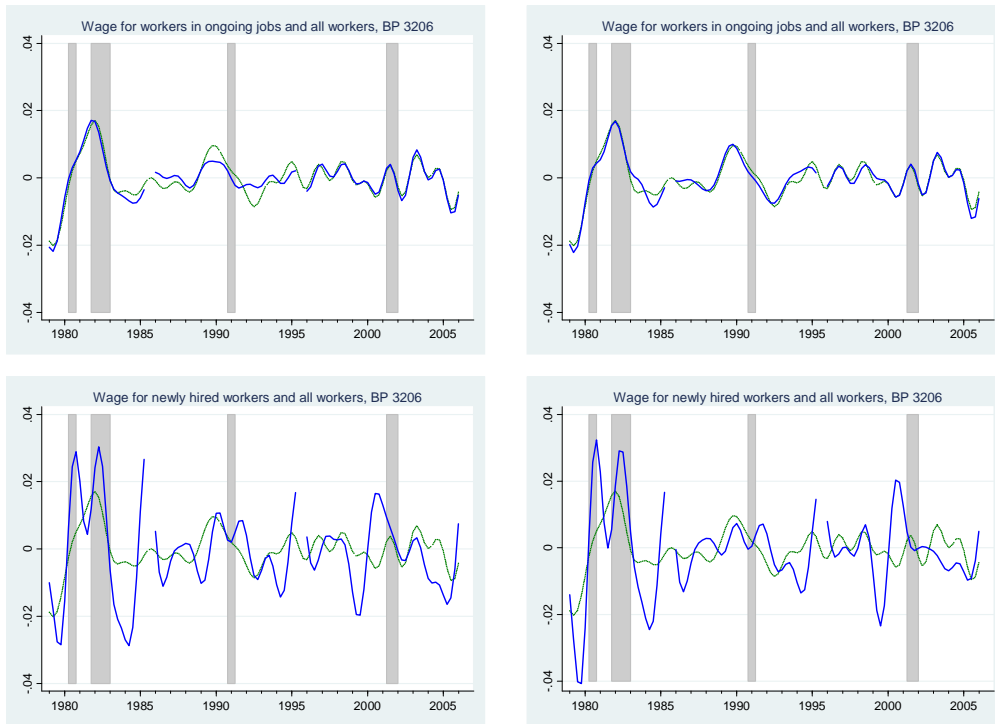 Wage for workers in ongoing jobs and all workers, BP 3206
.04
.02
0
-.02
-.04
1980 1985 1990 1995 2000 2005
Wage for workers in ongoing jobs and all workers, BP 3206
.04
.02
0
-.02
-.04
1980 1985 1990 1995 2000 2005
Wage for newly hired workers and all workers, BP 3206
.04
.02
0
-.02
-.04
1980 1985 1990 1995 2000 2005
Wage for newly hired workers and all workers, BP 3206
.04
.02
0
-.02
-.04
1980 1985 1990 1995 2000 2005